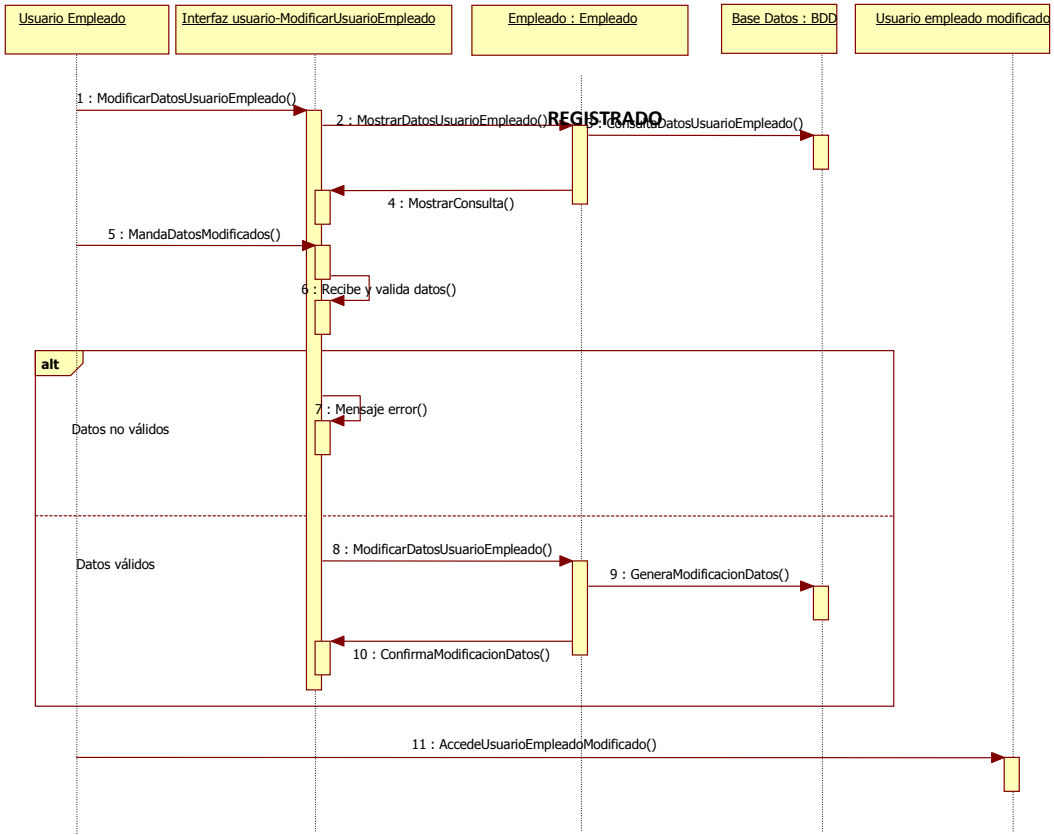 Usuario Empleado
Interfaz usuario-ModificarUsuarioEmpleado
Empleado : Empleado
Base Datos : BDD
Usuario empleado modificado
1 : ModificarDatosUsuarioEmpleado()
2 : MostrarDatosUsuarioEmpleado()
REGISTRADO
3 : ConsultaDatosUsuarioEmpleado()
4 : MostrarConsulta()
5 : MandaDatosModificados()
6 : Recibe y valida datos()
alt
7 : Mensaje error()
Datos no válidos
8 : ModificarDatosUsuarioEmpleado()
Datos válidos
9 : GeneraModificacionDatos()
10 : ConfirmaModificacionDatos()
11 : AccedeUsuarioEmpleadoModificado()